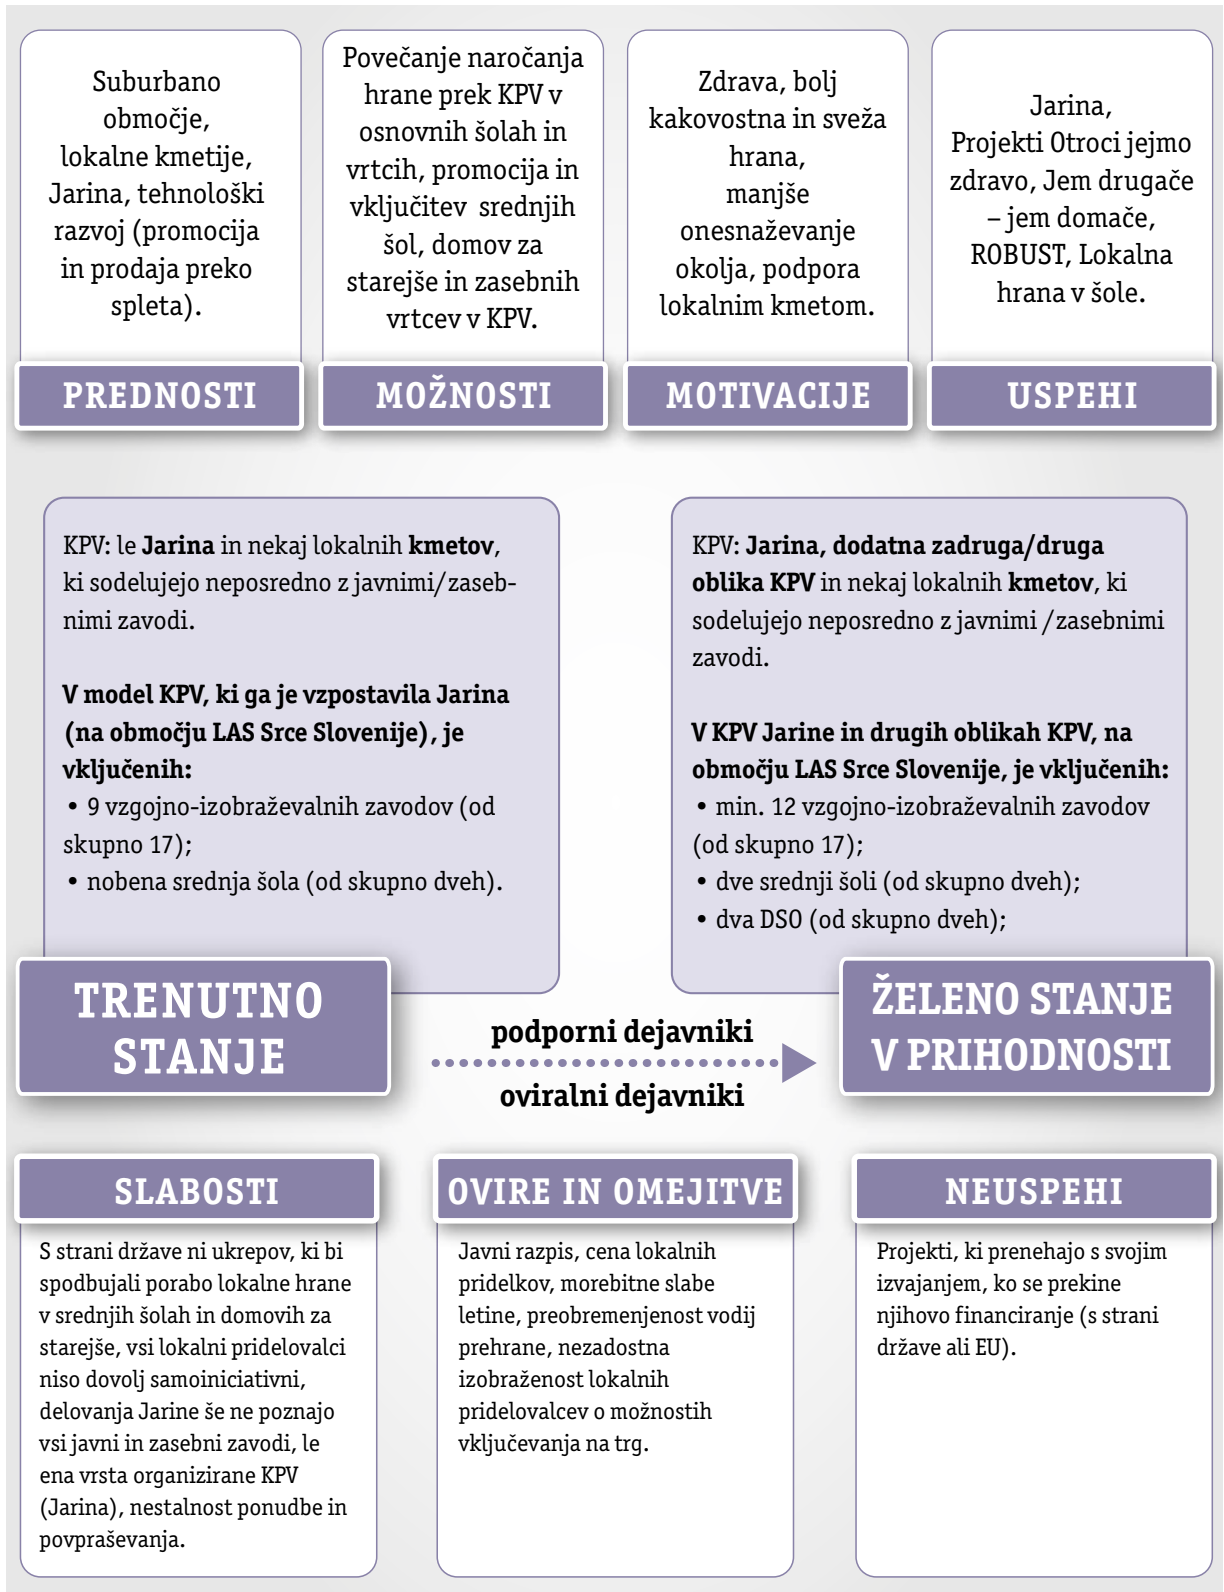 Suburbano
območje,
lokalne kmetije,
Jarina, tehnološki
razvoj (promocija
in prodaja preko
spleta).
PREDNOSTI
Povečanje naročanja
hrane prek KPV v
osnovnih šolah in
vrtcih, promocija in
vključitev srednjih
šol, domov za
starejše in zasebnih
vrtcev v KPV.
MOŽNOSTI
Zdrava, bolj
kakovostna in sveža
hrana,
manjše
onesnaževanje
okolja, podpora
lokalnim kmetom.
MOTIVACIJE
Jarina,
Projekti Otroci jejmo
zdravo, Jem drugače
– jem domače,
ROBUST, Lokalna
hrana v šole.
USPEHI
KPV: le Jarina in nekaj lokalnih kmetov,
ki sodelujejo neposredno z javnimi/zaseb-
nimi zavodi.
V model KPV, ki ga je vzpostavila Jarina
(na območju LAS Srce Slovenije), je
vključenih:
• 9 vzgojno-izobraževalnih zavodov (od
skupno 17);
• nobena srednja šola (od skupno dveh).
TRENUTNO
STANJE
KPV: Jarina, dodatna zadruga/druga
oblika KPV in nekaj lokalnih kmetov, ki
sodelujejo neposredno z javnimi /zasebnimi
zavodi.
V KPV Jarine in drugih oblikah KPV, na
območju LAS Srce Slovenije, je vključenih:
• min. 12 vzgojno-izobraževalnih zavodov
(od skupno 17);
• dve srednji šoli (od skupno dveh);
• dva DSO (od skupno dveh);
ŽELENO STANJE
V PRIHODNOSTI
podporni dejavniki
oviralni dejavniki
SLABOSTI
S strani države ni ukrepov, ki bi
spodbujali porabo lokalne hrane
v srednjih šolah in domovih za
starejše, vsi lokalni pridelovalci
niso dovolj samoiniciativni,
delovanja Jarine še ne poznajo
vsi javni in zasebni zavodi, le
ena vrsta organizirane KPV
(Jarina), nestalnost ponudbe in
povpraševanja.
OVIRE IN OMEJITVE
Javni razpis, cena lokalnih
pridelkov, morebitne slabe
letine, preobremenjenost vodij
prehrane, nezadostna
izobraženost lokalnih
pridelovalcev o možnostih
vključevanja na trg.
NEUSPEHI
Projekti, ki prenehajo s svojim
izvajanjem, ko se prekine
njihovo financiranje (s strani
države ali EU).